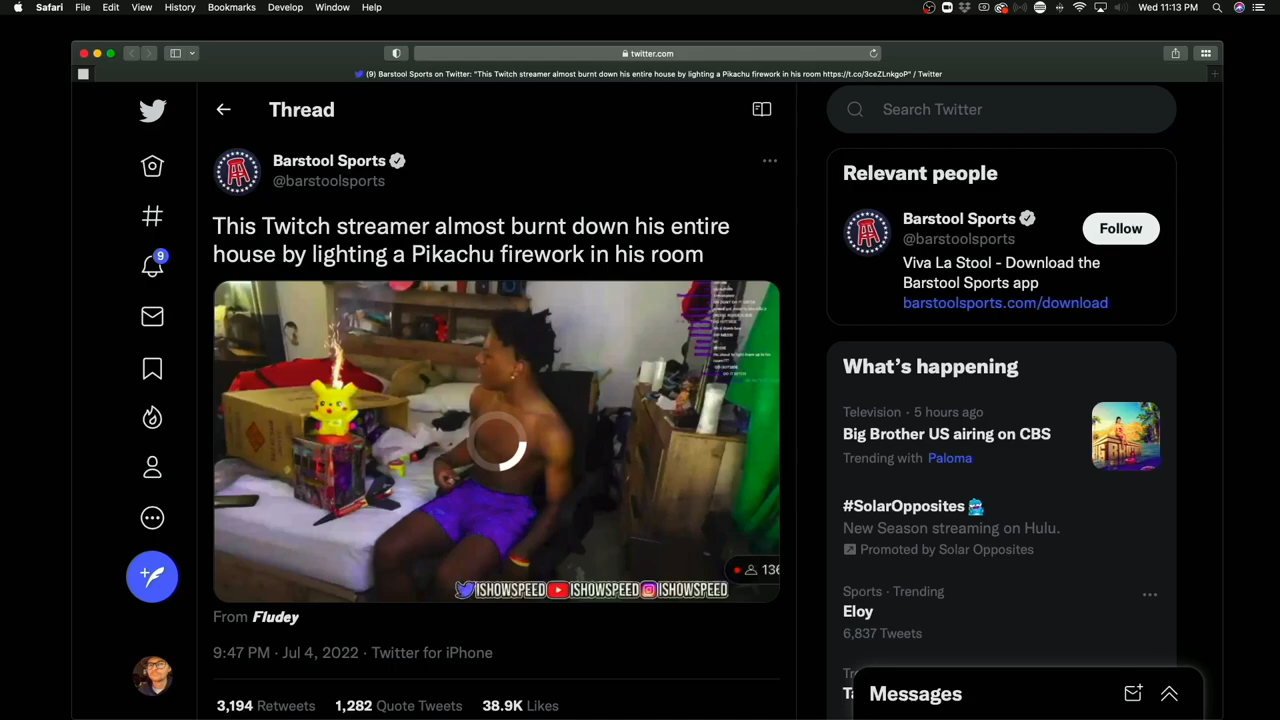 Safari File Edit View History Bookmarks Develop Window Help
Wed 11:13 PM
twitter.com
(9) Barstool Sports on Twitter: "This Twitch streamer almost burnt down his entire house by lighting a Pikachu firework in his room https://t.co/3ceZLnkgoP" / Twitter
Thread
Barstool Sports
@barstoolsports
This Twitch streamer almost burnt down his entire
house by lighting a Pikachu firework in his room
136
ISHOWSPEED ISHOWSPEED ISHOWSPEED
From Fludey
9:47 PM · Jul 4, 2022 · Twitter for iPhone
3,194 Retweets 1,282 Quote Tweets 38.9K Likes
9
Search Twitter
Relevant people
Barstool Sports
@barstoolsports
Follow
Viva La Stool - Download the
Barstool Sports app
barstoolsports.com/download
What's happening
Television · 5 hours ago
Big Brother US airing on CBS
Trending with Paloma
#SolarOpposites
New Season streaming on Hulu.
Promoted by Solar Opposites
Sports · Trending
Eloy
6,837 Tweets
Messages